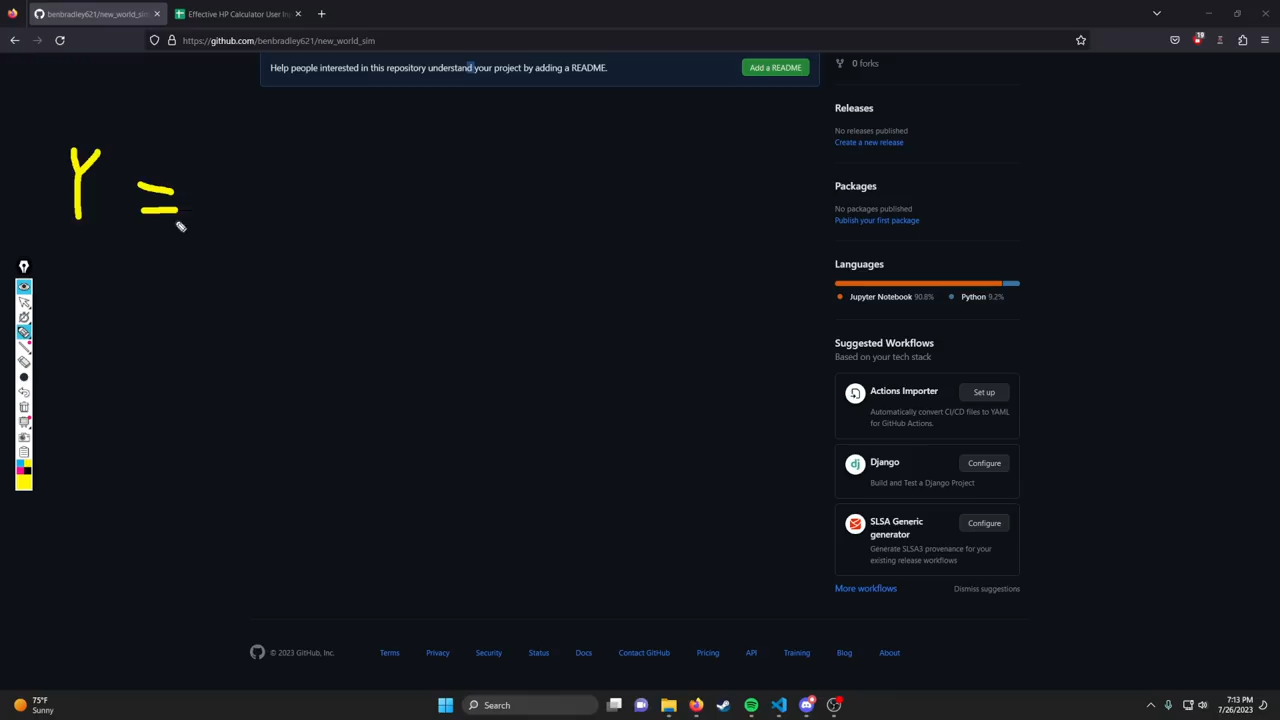 benbradley621/new_world_sim
Effective HP Calculator User In
https://github.com/benbradley621/new_world_sim
19
Help people interested in this repository understand your project by adding a README.
Add a README
0 forks
Releases
No releases published
Create a new release
Y =
Packages
No packages published
Publish your first package
Languages
Jupyter Notebook 90.8%
Python 9.2%
Suggested Workflows
Based on your tech stack
Actions Importer
Set up
Automatically convert CI/CD files to YAML
for GitHub Actions.
dj
Django
Configure
Build and Test a Django Project
SLSA Generic
generator
Configure
Generate SLSA3 provenance for your
existing release workflows
More workflows
Dismiss suggestions
© 2023 GitHub, Inc.
Terms
Privacy
Security
Status
Docs
Contact GitHub
Pricing
API
Training
Blog
About
75°F
Sunny
Search
7:13 PM
7/26/2023